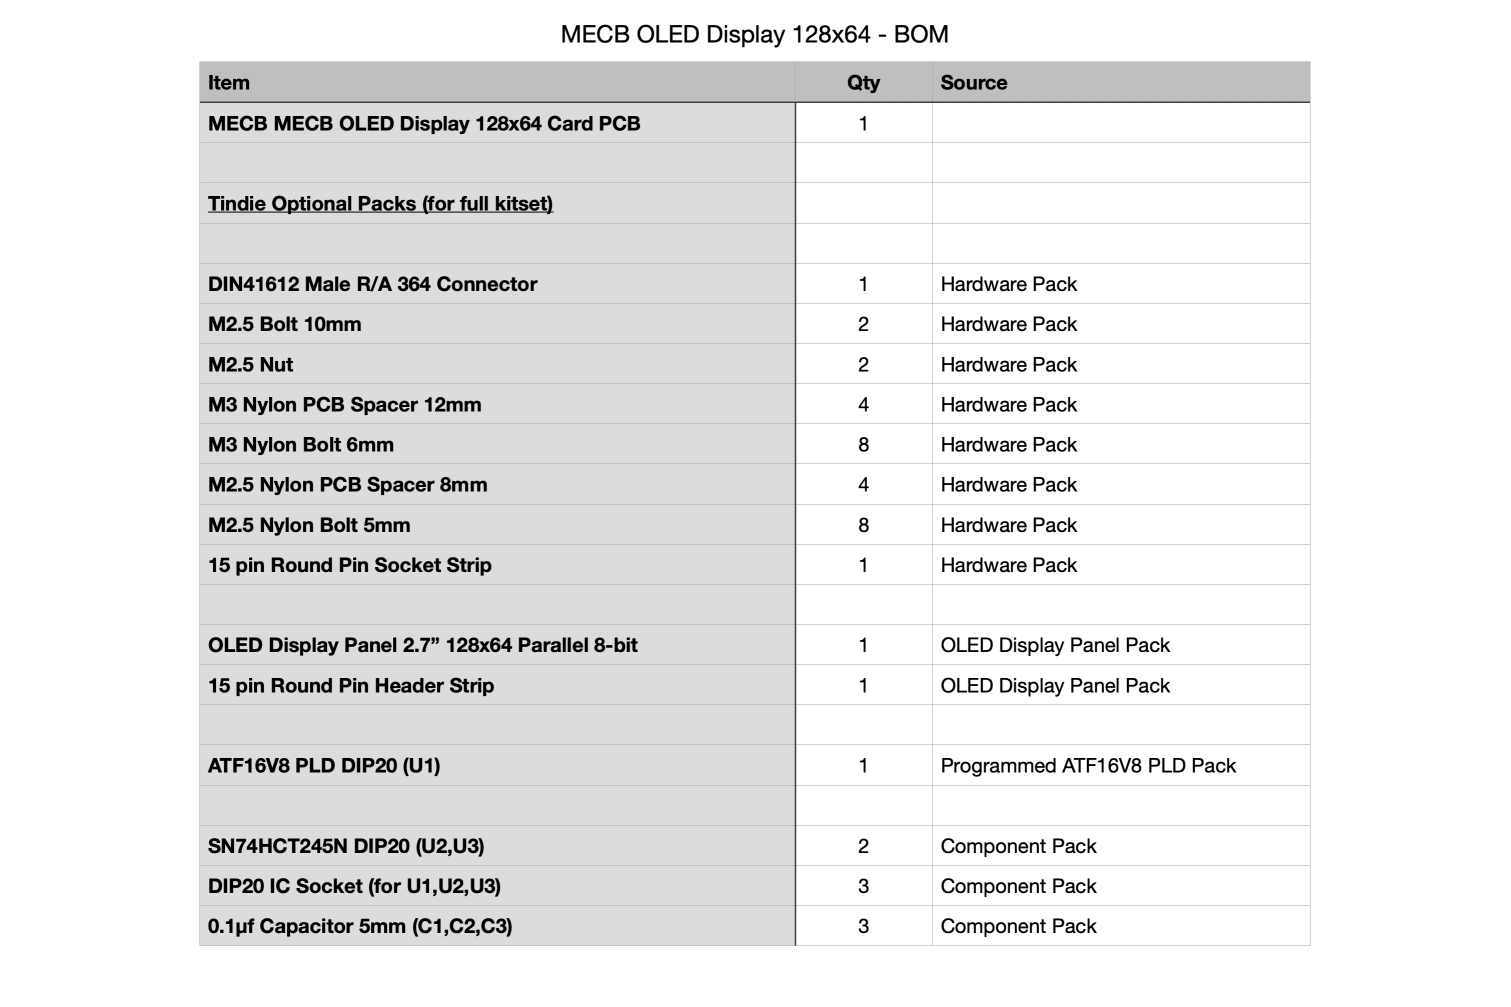 MECB OLED Display 128x64 - BOM
Item Qty Source
MECB MECB OLED Display 128x64 Card PCB 1
Tindie Optional Packs (for full kitset)
DIN41612 Male R/A 364 Connector 1 Hardware Pack
M2.5 Bolt 10mm 2 Hardware Pack
M2.5 Nut 2 Hardware Pack
M3 Nylon PCB Spacer 12mm 4 Hardware Pack
M3 Nylon Bolt 6mm 8 Hardware Pack
M2.5 Nylon PCB Spacer 8mm 4 Hardware Pack
M2.5 Nylon Bolt 5mm 8 Hardware Pack
15 pin Round Pin Socket Strip 1 Hardware Pack
OLED Display Panel 2.7” 128x64 Parallel 8-bit 1 OLED Display Panel Pack
15 pin Round Pin Header Strip 1 OLED Display Panel Pack
ATF16V8 PLD DIP20 (U1) 1 Programmed ATF16V8 PLD Pack
SN74HCT245N DIP20 (U2,U3) 2 Component Pack
DIP20 IC Socket (for U1,U2,U3) 3 Component Pack
0.1µf Capacitor 5mm (C1,C2,C3) 3 Component Pack